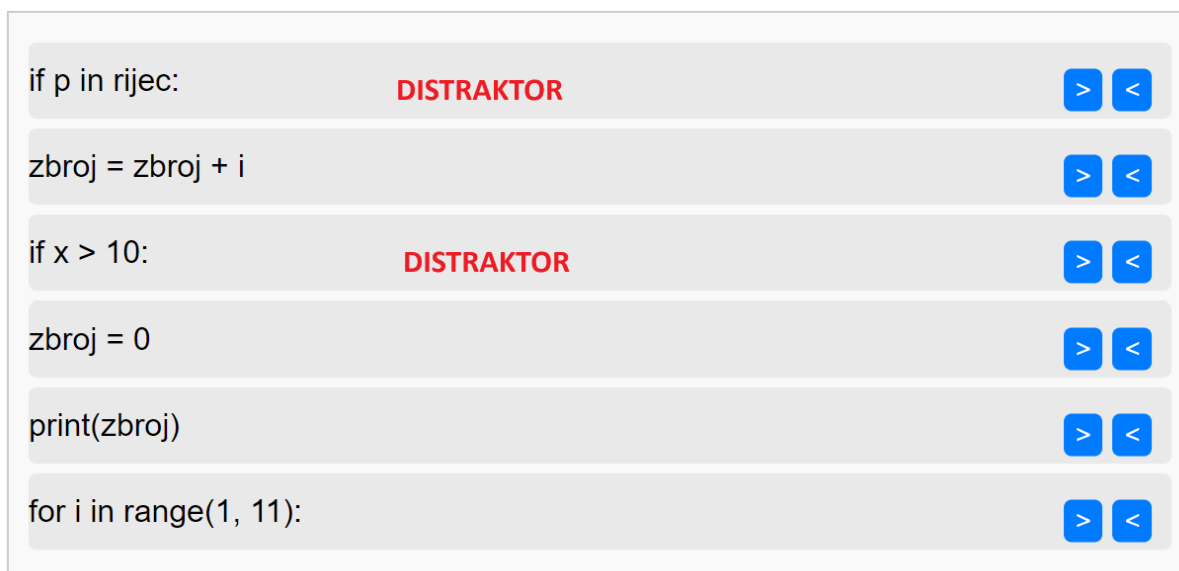 if p in rijec: DISTRAKTOR > <
zbroj = zbroj + i > <
if x > 10: DISTRAKTOR > <
zbroj = 0 > <
print(zbroj) > <
for i in range(1, 11): > <